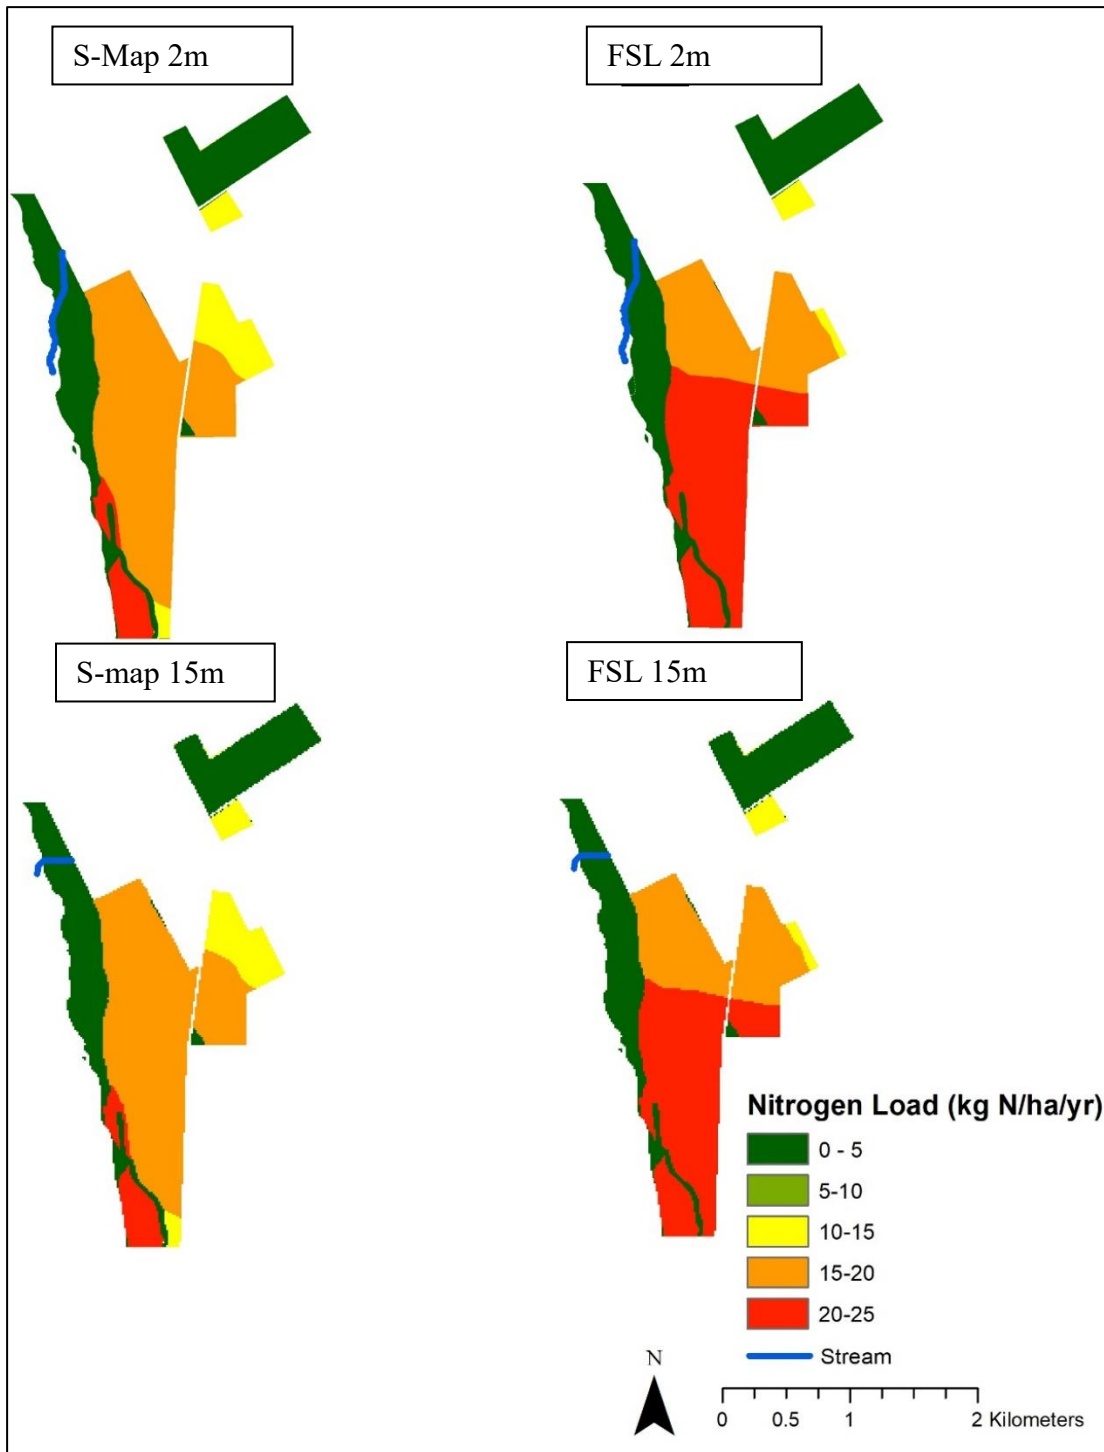 S-Map 2m
FSL 2m
S-map 15m
FSL 15m
Nitrogen Load (kg N/ha/yr)
0 - 5
5-10
10-15
15-20
20-25
Stream
N
0 0.5 1 2 Kilometers